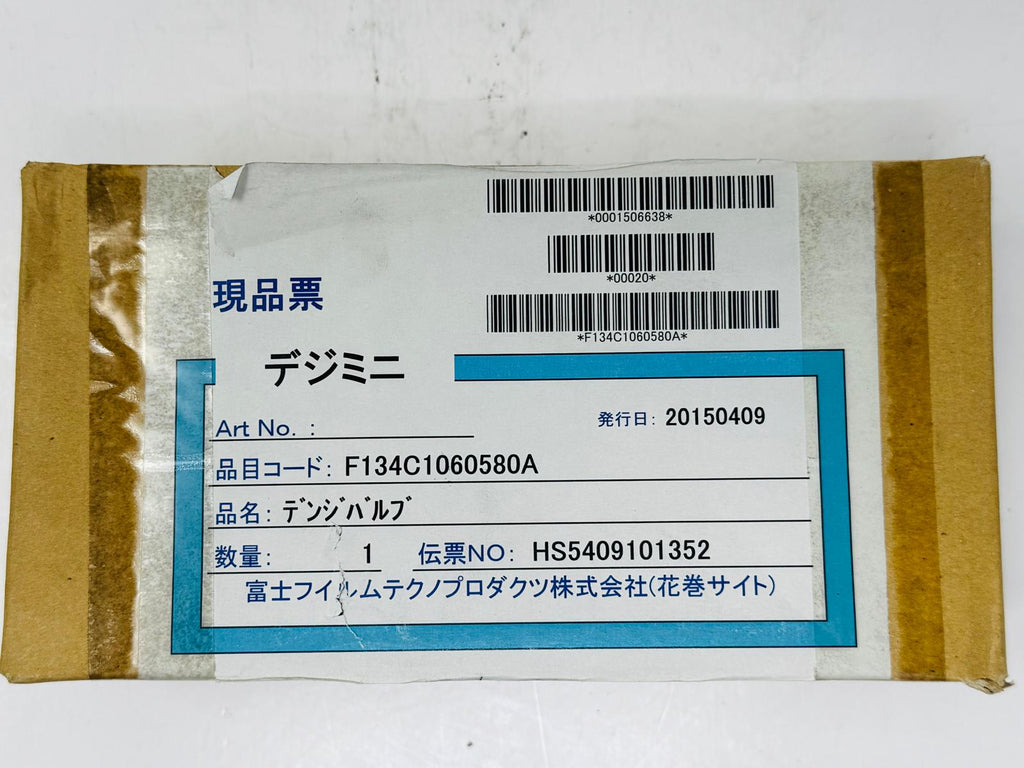 *0001506638*
*00020*
*F134C1060580A*
現品票
デジミニ
Art No. :
発行日: 20150409
品目コード: F134C1060580A
品名: デンジバルブ
数量: 1 伝票NO: HS5409101352
富士フイルムテクノプロダクツ株式会社(花巻サイト)